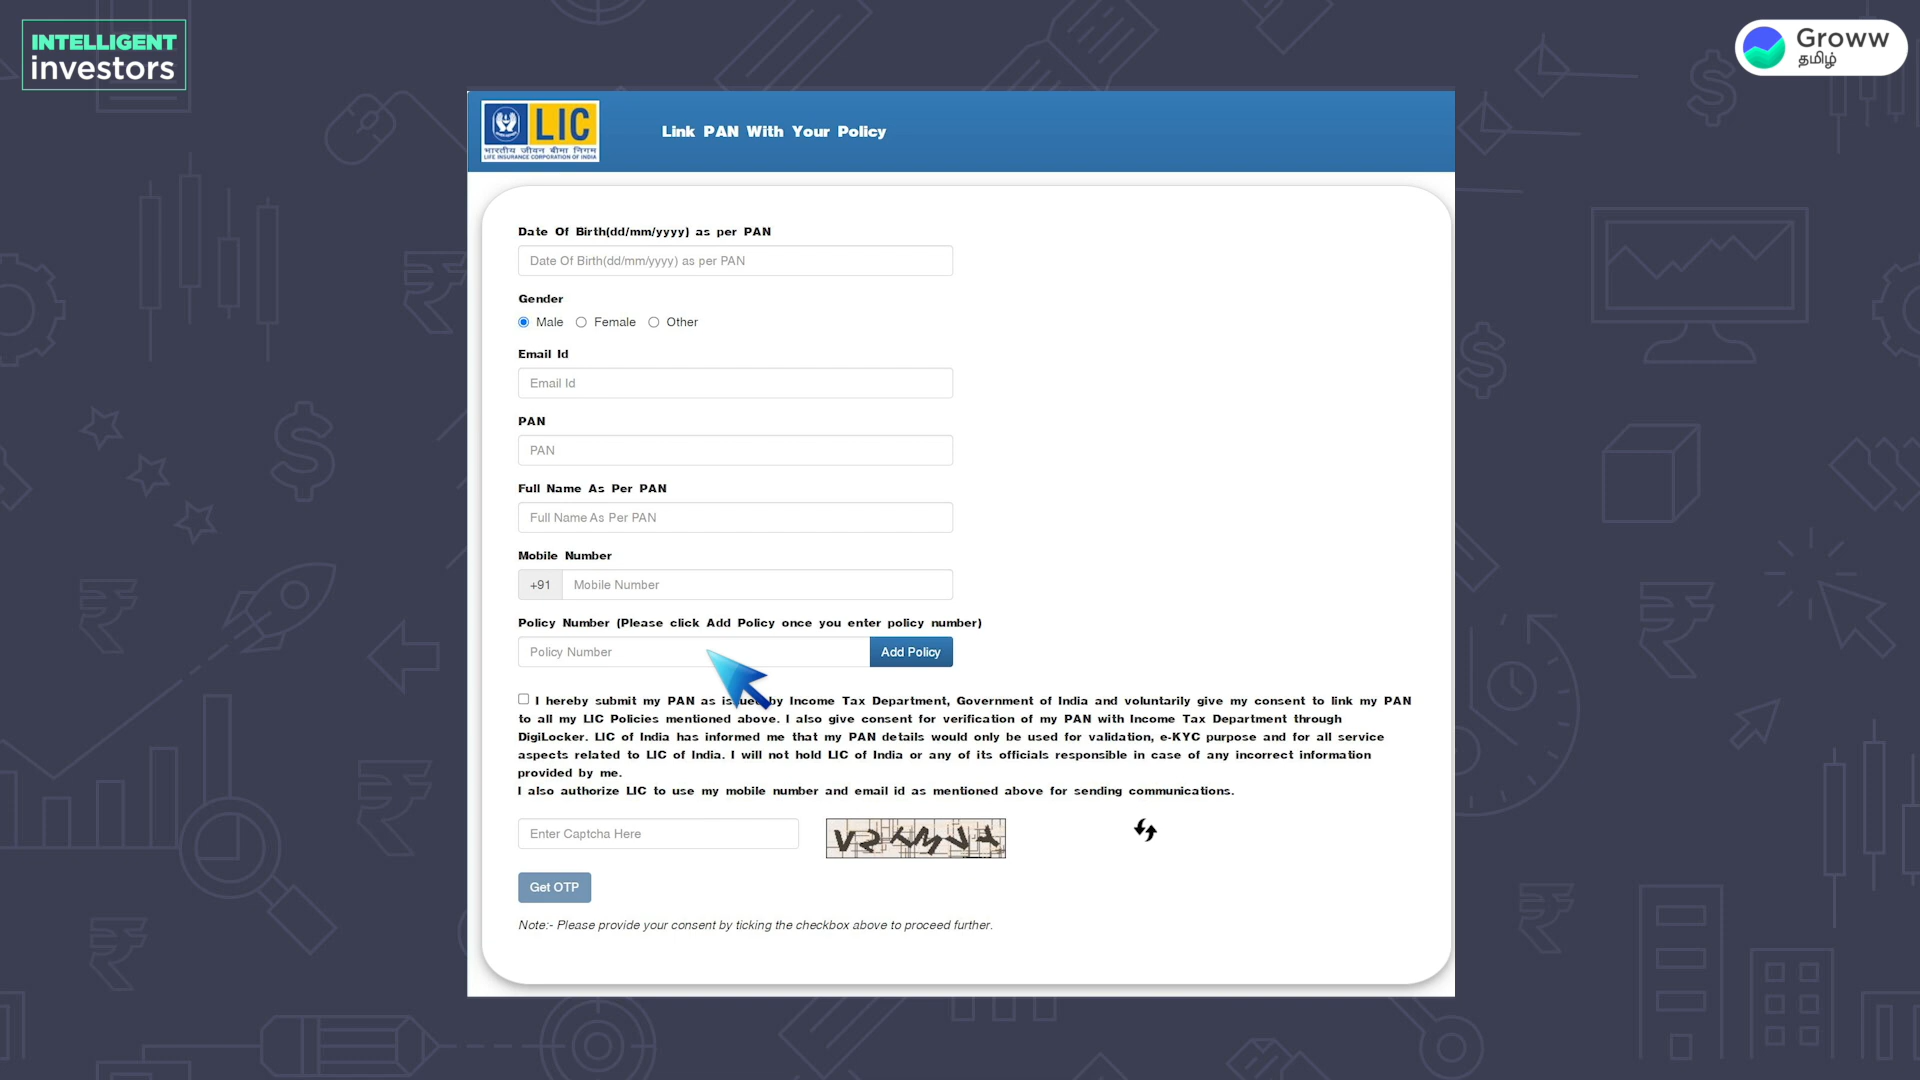 INTELLIGENT
investors
Groww
தமிழ்
LIC
भारतीय जीवन बीमा निगम
LIFE INSURANCE CORPORATION OF INDIA
Link PAN With Your Policy
Date Of Birth(dd/mm/yyyy) as per PAN
Date Of Birth(dd/mm/yyyy) as per PAN
Gender
Male Female Other
Email Id
Email Id
PAN
PAN
Full Name As Per PAN
Full Name As Per PAN
Mobile Number
+91 Mobile Number
Policy Number (Please click Add Policy once you enter policy number)
Policy Number Add Policy
I hereby submit my PAN as issued by Income Tax Department, Government of India and voluntarily give my consent to link my PAN
to all my LIC Policies mentioned above. I also give consent for verification of my PAN with Income Tax Department through
DigiLocker. LIC of India has informed me that my PAN details would only be used for validation, e-KYC purpose and for all service
aspects related to LIC of India. I will not hold LIC of India or any of its officials responsible in case of any incorrect information
provided by me.
I also authorize LIC to use my mobile number and email id as mentioned above for sending communications.
Enter Captcha Here
Get OTP
Note:- Please provide your consent by ticking the checkbox above to proceed further.